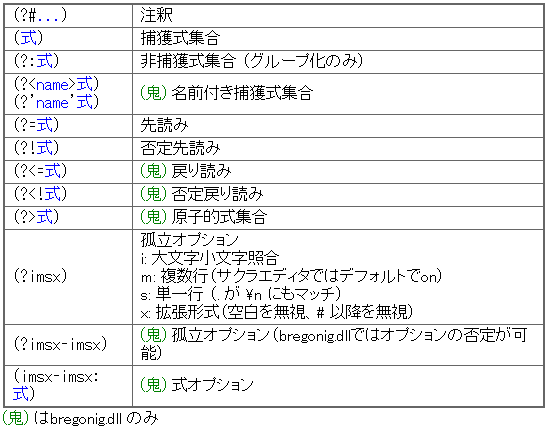 (?#...) 注釈
(式) 捕獲式集合
(?:式) 非捕獲式集合 (グループ化のみ)
(?<name>式)
(?'name'式)
(鬼) 名前付き捕獲式集合
(?=式) 先読み
(?!式) 否定先読み
(?<=式) (鬼) 戻り読み
(?<!式) (鬼) 否定戻り読み
(?>式) (鬼) 原子的式集合
(?imsx)
孤立オプション
i: 大文字小文字照合
m: 複数行(サクラエディタではデフォルトでon)
s: 単一行 (. が ¥n にもマッチ)
x: 拡張形式(空白を無視、# 以降を無視)
(?imsx-imsx)
(鬼) 孤立オプション(bregonig.dllではオプションの否定が可
能)
(imsx-imsx:
式)
(鬼) 式オプション
(鬼) はbregonig.dll のみ